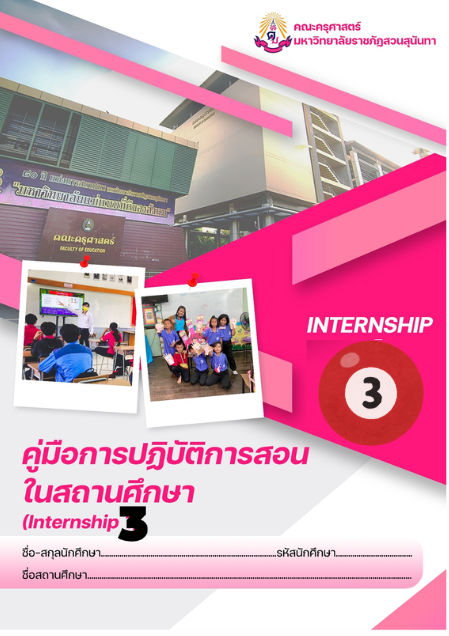 คณะครุศาสตร์
มหาวิทยาลัยราชภัฏสวนสุนันทา
คณะครุศาสตร์
FACULTY OF EDUCATION
INTERNSHIP
3
คู่มือการปฏิบัติการสอน
ในสถานศึกษา
(Internship 3
ชื่อ-สกุลนักศึกษา................................................................รหัสนักศึกษา............................
ชื่อสถานศึกษา........................................................................................................................